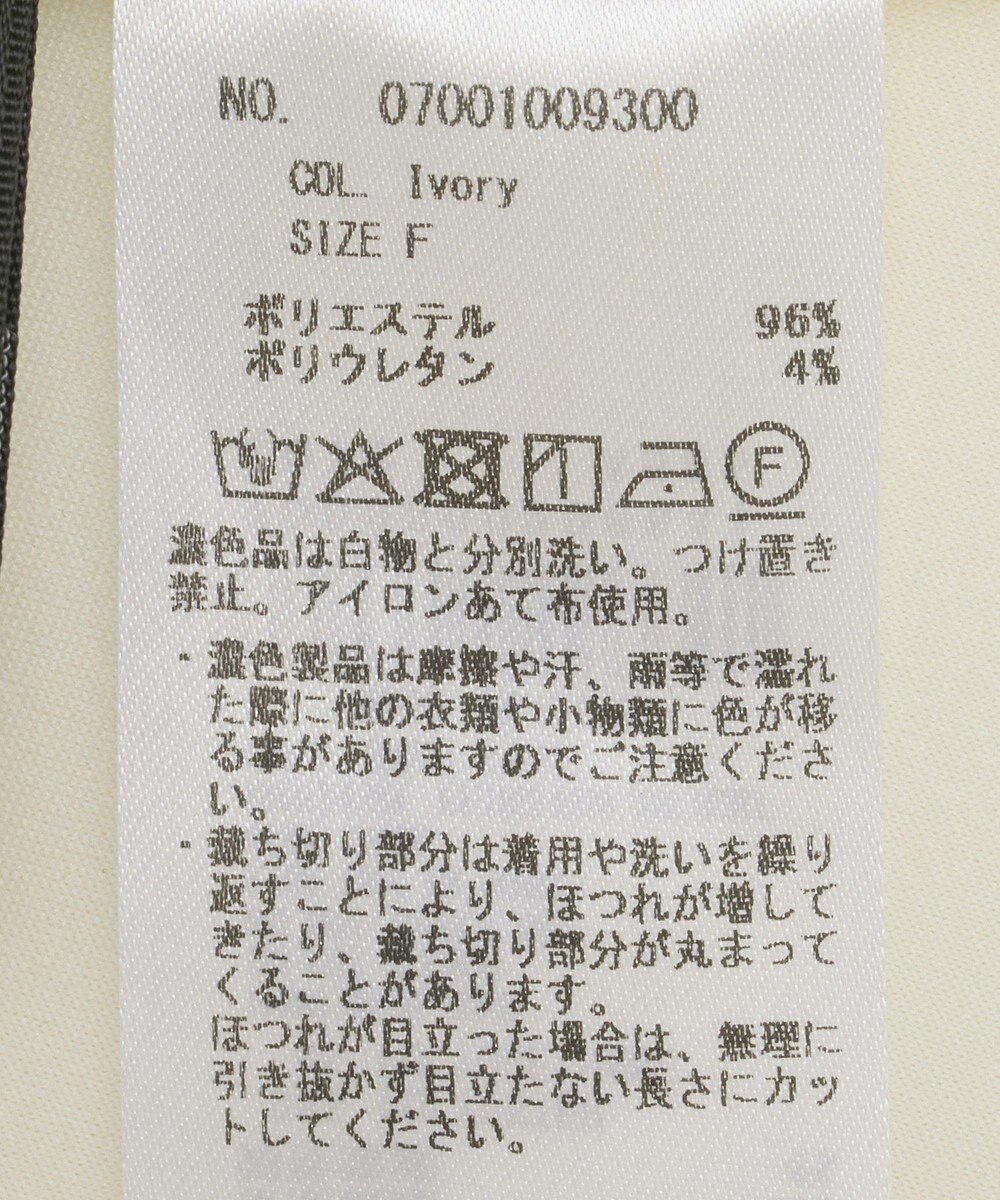 NO. 07001009300
COL. Ivory
SIZE F
ポリエステル 96%
ポリウレタン 4%
F
濃色品は白物と分別洗い。つけ置き
禁止。アイロンあて布使用。
・濃色製品は摩擦や汗、雨等で濡れ
た際に他の衣類や小物類に色が移
る事がありますのでご注意くださ
い。
・裁ち切り部分は着用や洗いを繰り
返すことにより、ほつれが増して
きたり、裁ち切り部分が丸まって
くることがあります。
ほつれが目立った場合は、無理に
引き抜かず目立たない長さにカッ
トしてください。